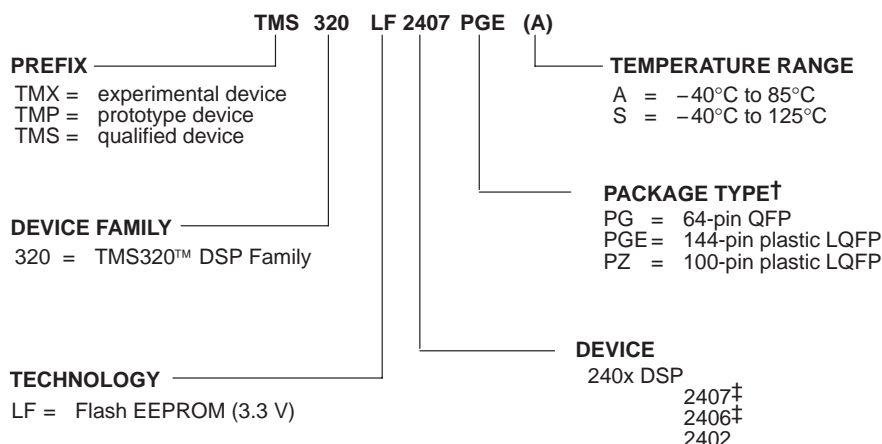 TMS 320 LF 2407 PGE (A)
PREFIX
TMX = experimental device
TMP = prototype device
TMS = qualified device
TEMPERATURE RANGE
A = –40°C to 85°C
S = –40°C to 125°C
PACKAGE TYPE†
PG = 64-pin QFP
PGE = 144-pin plastic LQFP
PZ = 100-pin plastic LQFP
DEVICE FAMILY
320 = TMS320™ DSP Family
TECHNOLOGY
LF = Flash EEPROM (3.3 V)
DEVICE
240x DSP
2407‡
2406‡
2402